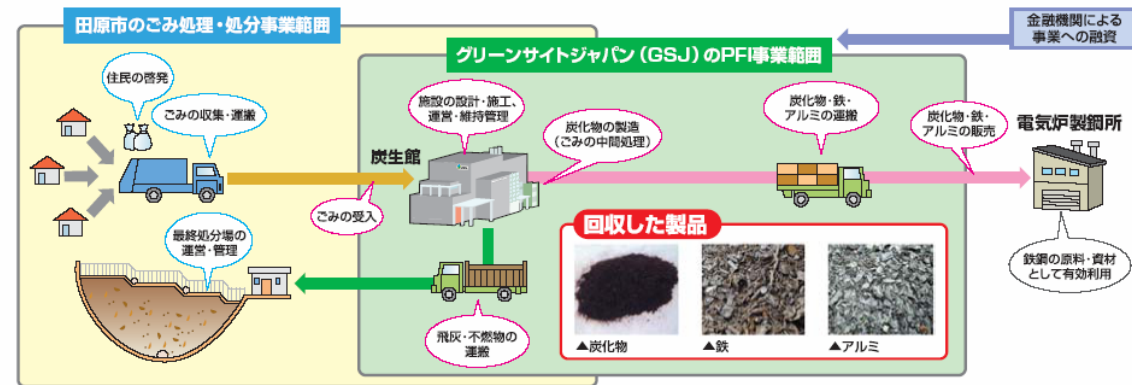 田原市のごみ処理・処分事業範囲
金融機関による
事業への融資
グリーンサイトジャパン(GSJ)のPFI事業範囲
住民の啓発
ごみの収集・運搬
施設の設計・施工、
運営・維持管理
炭化物の製造
(ごみの中間処理)
炭化物・鉄・
アルミの運搬
炭化物・鉄・
アルミの販売
電気炉製鋼所
炭生館
ごみの受入
最終処分場の
運営・管理
回収した製品
鉄鋼の原料・資材
として有効利用
飛灰・不燃物の
運搬
▲炭化物
▲鉄
▲アルミ